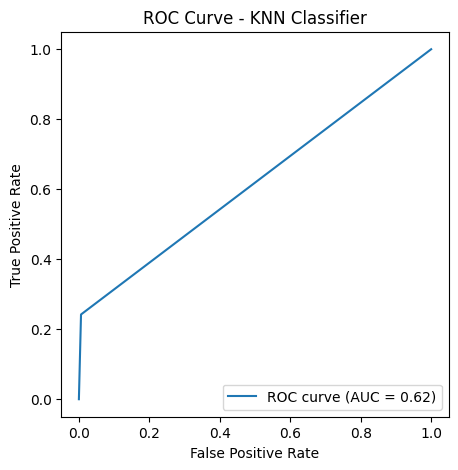 ROC Curve - KNN Classifier
True Positive Rate
1.0
0.8
0.6
0.4
0.2
0.0
ROC curve (AUC = 0.62)
0.0 0.2 0.4 0.6 0.8 1.0
False Positive Rate